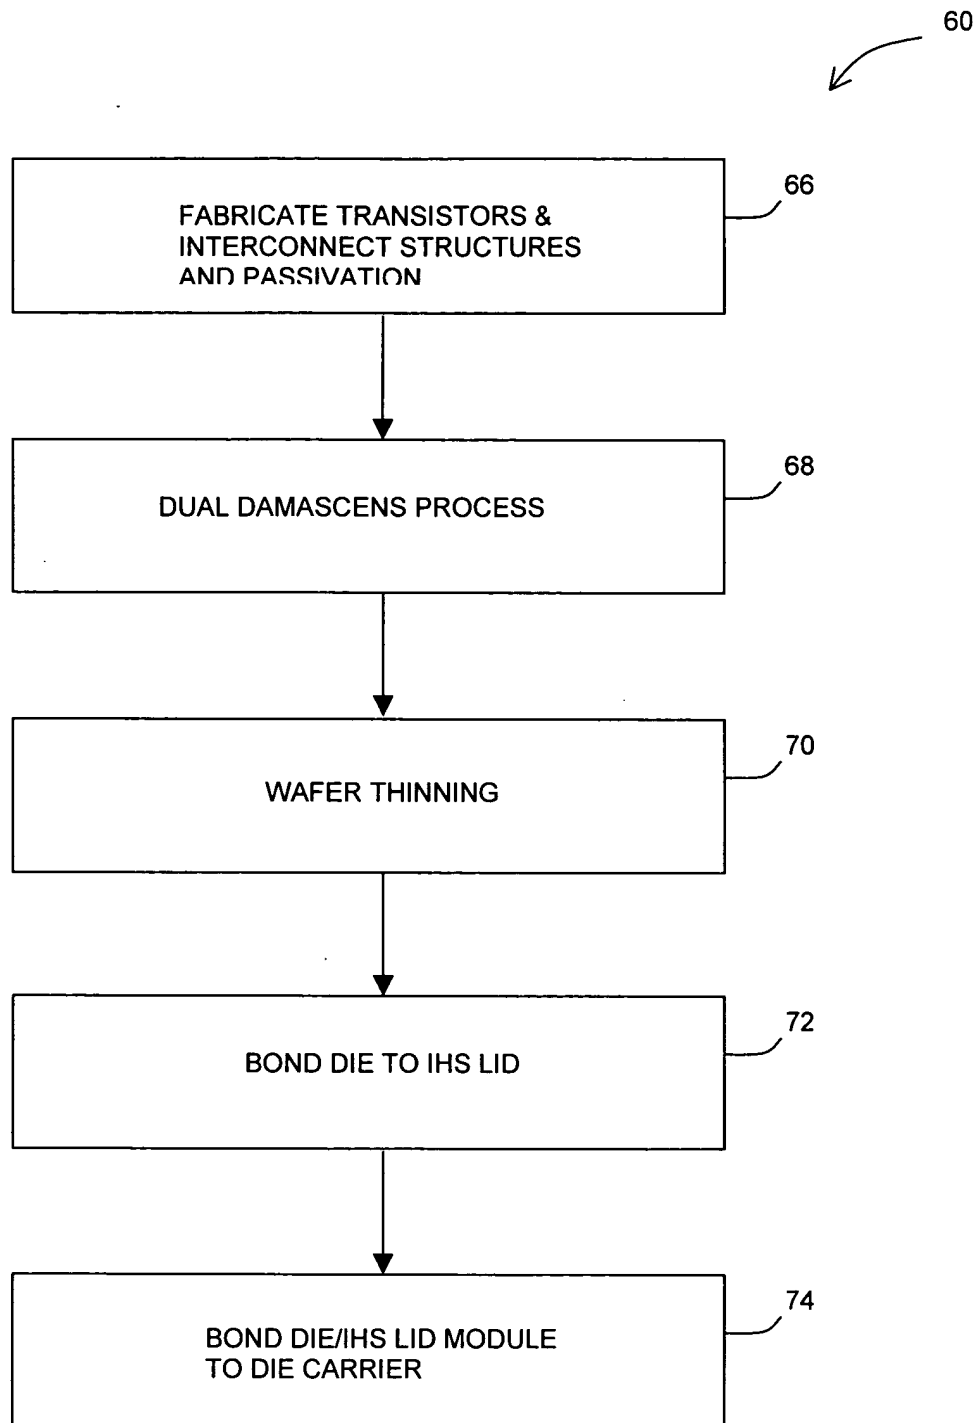 60
66
FABRICATE TRANSISTORS &
INTERCONNECT STRUCTURES
AND PASSIVATION
68
DUAL DAMASCENS PROCESS
70
WAFER THINNING
72
BOND DIE TO IHS LID
74
BOND DIE/IHS LID MODULE
TO DIE CARRIER